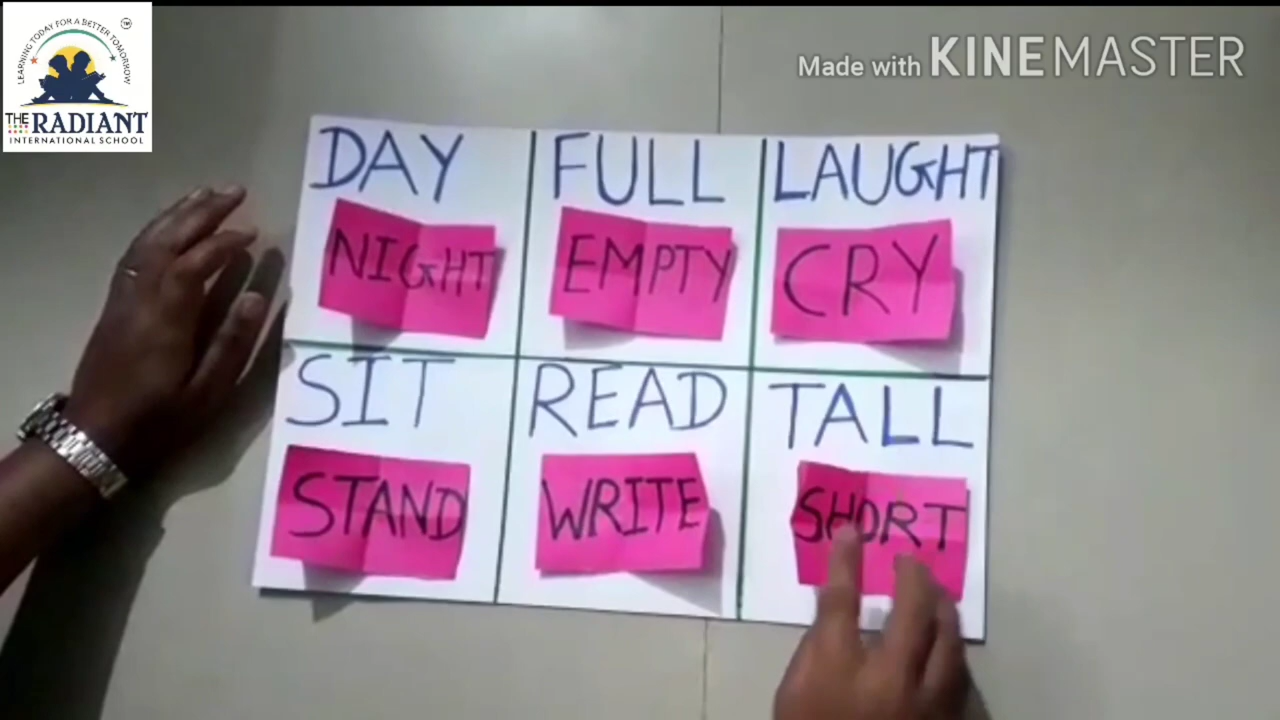 LEARNING TODAY FOR A BETTER TOMORROW
TM
THE RADIANT
INTERNATIONAL SCHOOL
Made with KINEMASTER
DAY FULL LAUGHT
NIGHT EMPTY CRY
SIT READ TALL
STAND WRITE SHORT